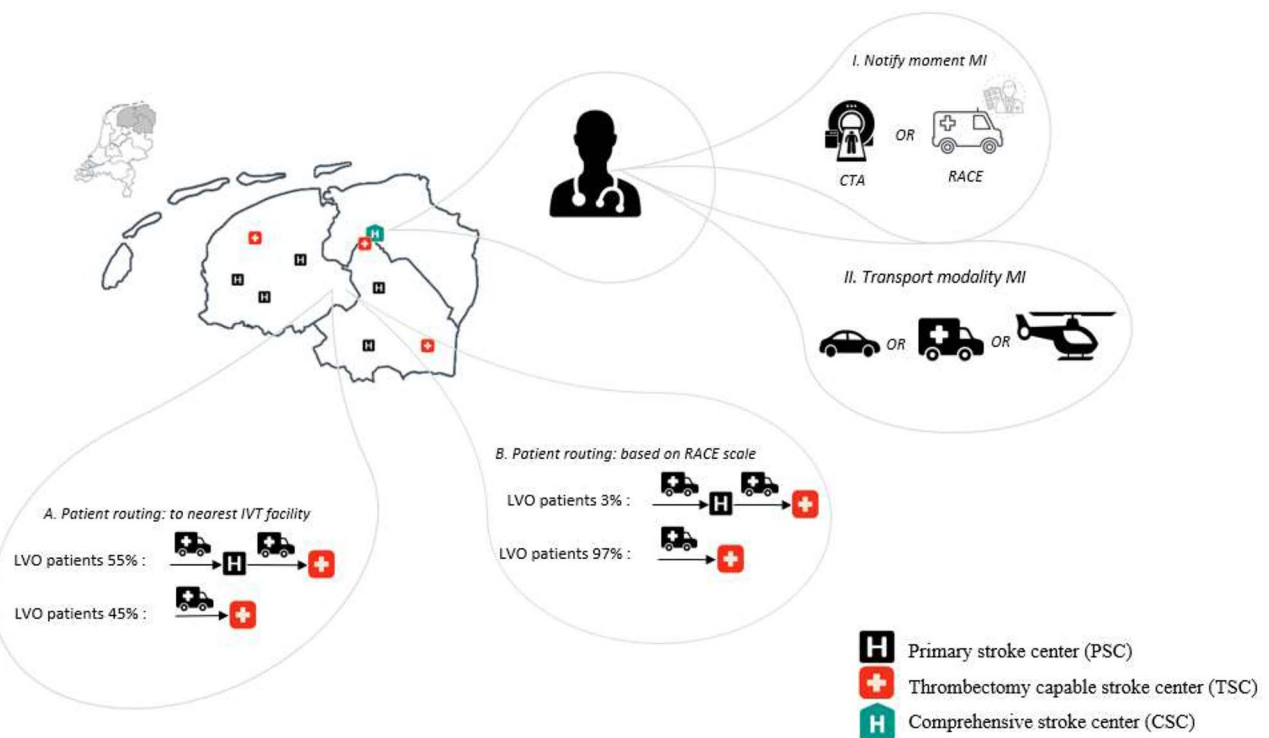 I. Notify moment MI
OR
CTA
RACE
II. Transport modality MI
OR
OR
H
H
H
H
H
H
B. Patient routing: based on RACE scale
LVO patients 3% :
H
LVO patients 97% :
A. Patient routing: to nearest IVT facility
LVO patients 55% :
H
LVO patients 45% :
H Primary stroke center (PSC)
Thrombectomy capable stroke center (TSC)
H Comprehensive stroke center (CSC)